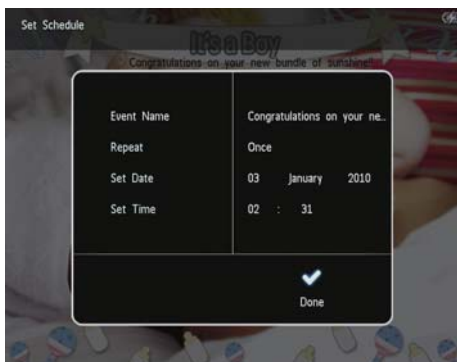 Set Schedule
It's a Boy
Congratulations on your new bundle of sunshine!!
Event Name Congratulations on your ne..
Repeat Once
Set Date 03 January 2010
Set Time 02 : 31
Done